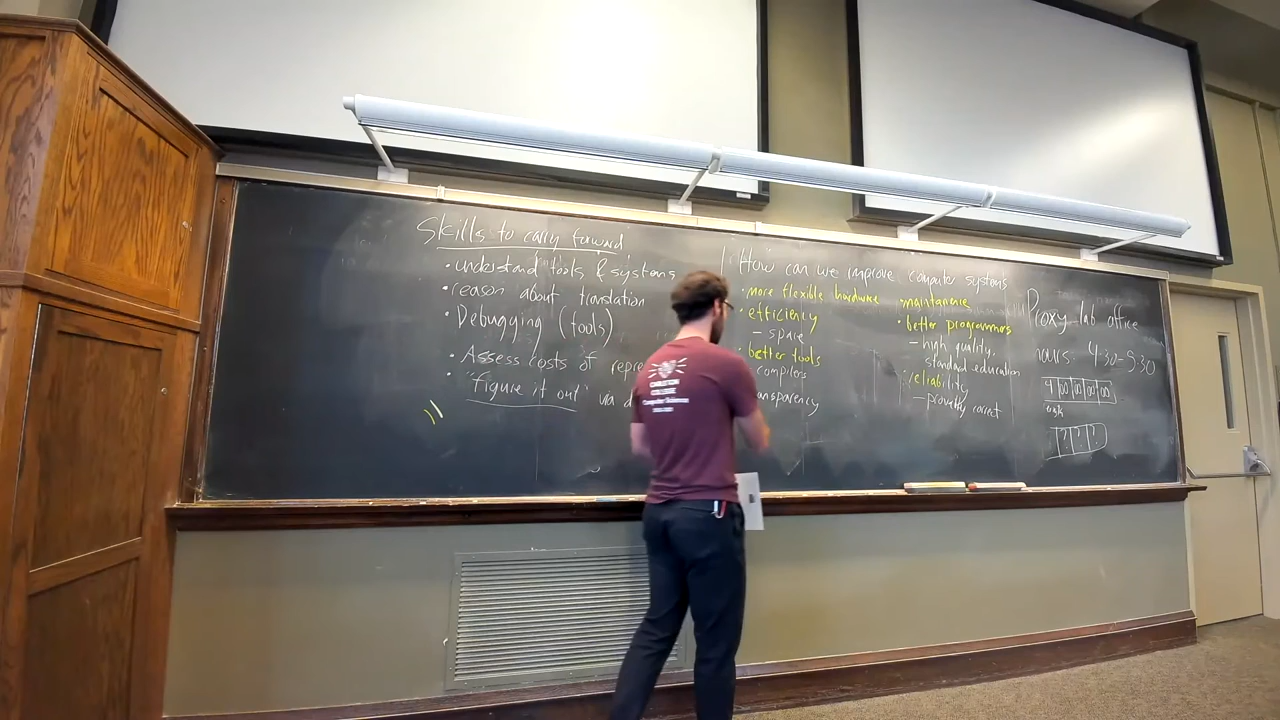 Skills to carry forward
· understand tools & systems
· reason about translation
· Debugging (tools)
· Assess costs of repre
· "figure it out" via d
How can we improve computer systems
· more flexible hardware
· efficiency
– space
· better tools
compilers
ansparency
· maintanence
· better programmers
– high quality,
standard education
· reliability
– provably correct
Proxy lab office
hours: 4:30-5:30
COLLEGE
Computer Science